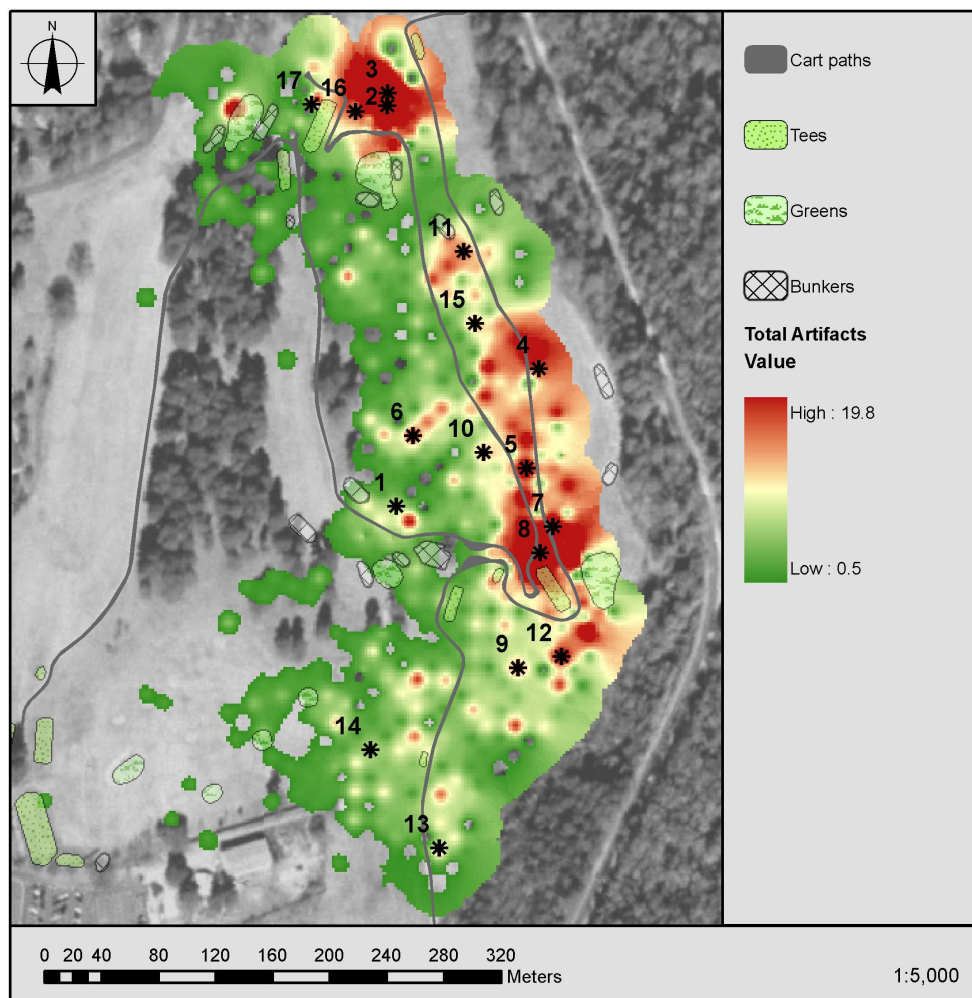 N
3
17
16
2
11
15
4
6
10
5
1
7
8
12
9
14
13
Cart paths
Tees
Greens
Bunkers
Total Artifacts
Value
High : 19.8
Low : 0.5
0 20 40 80 120 160 200 240 280 320
Meters
1:5,000